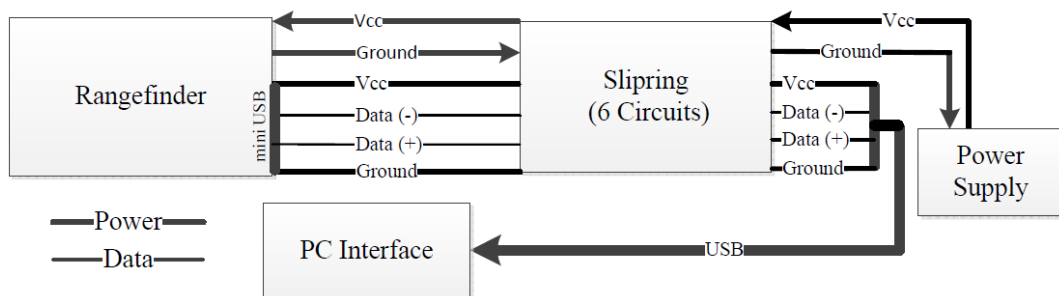 Vcc
Ground
Rangefinder
mini USB
Vcc
Data (-)
Data (+)
Ground
Slipring
(6 Circuits)
Vcc
Ground
Vcc
Data (-)
Data (+)
Ground
Power
Supply
Power
Data
PC Interface
USB